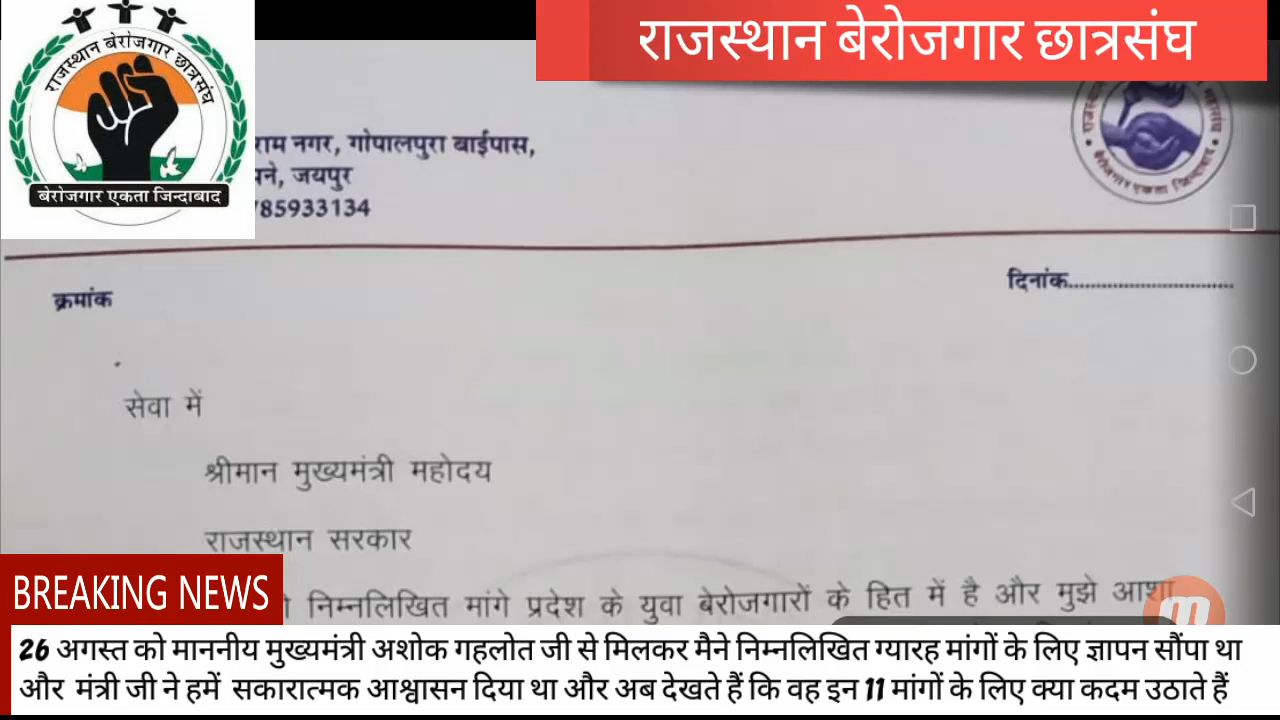 राजस्थान बेरोजगार छात्रसंघ
राजस्थान बेरोजगार छात्रसंघ
बेरोजगार एकता जिन्दाबाद
राम नगर, गोपालपुरा बाईपास,
जयपुर
785933134
बेरोजगार एकता जिन्दाबाद
क्रमांक
दिनांक..............................
सेवा में
श्रीमान मुख्यमंत्री महोदय
राजस्थान सरकार
निम्नलिखित मांगे प्रदेश के युवा बेरोजगारों के हित में है और मुझे आशा
BREAKING NEWS
26 अगस्त को माननीय मुख्यमंत्री अशोक गहलोत जी से मिलकर मैने निम्नलिखित ग्यारह मांगों के लिए ज्ञापन सौंपा था
और मंत्री जी ने हमें सकारात्मक आश्वासन दिया था और अब देखते हैं कि वह इन 11 मांगों के लिए क्या कदम उठाते हैं